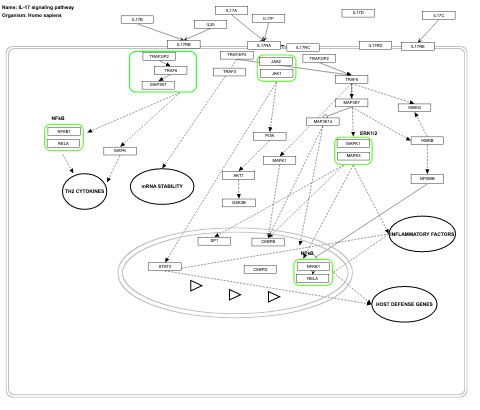 Name: IL-17 signaling pathway
Organism: Homo sapiens
IL17A
IL17D
IL17C
IL17B
IL17F
IL25
IL17RB
IL17RA
IL17RC
IL17RD
IL17RE
TRAF3IP2
TRAF3IP2
TRAF3IP2
JAK2
TRAF6
TRAF3
JAK1
TRAF6
MAP3K7
MAP3K7
IKBKG
NFkB
MAP3K14
NFKB1
PI3K
ERK1/2
RELA
MAPK1
IKBKB
MAPK
MAPK1
MAPK3
AKT1
NFKBIB
TH2 CYTOKINES
mRNA STABILITY
GSK3B
INFLAMMATORY FACTORS
SP1
CEBPB
NFkB
STAT3
CEBPD
NFKB1
RELA
HOST DEFENSE GENES